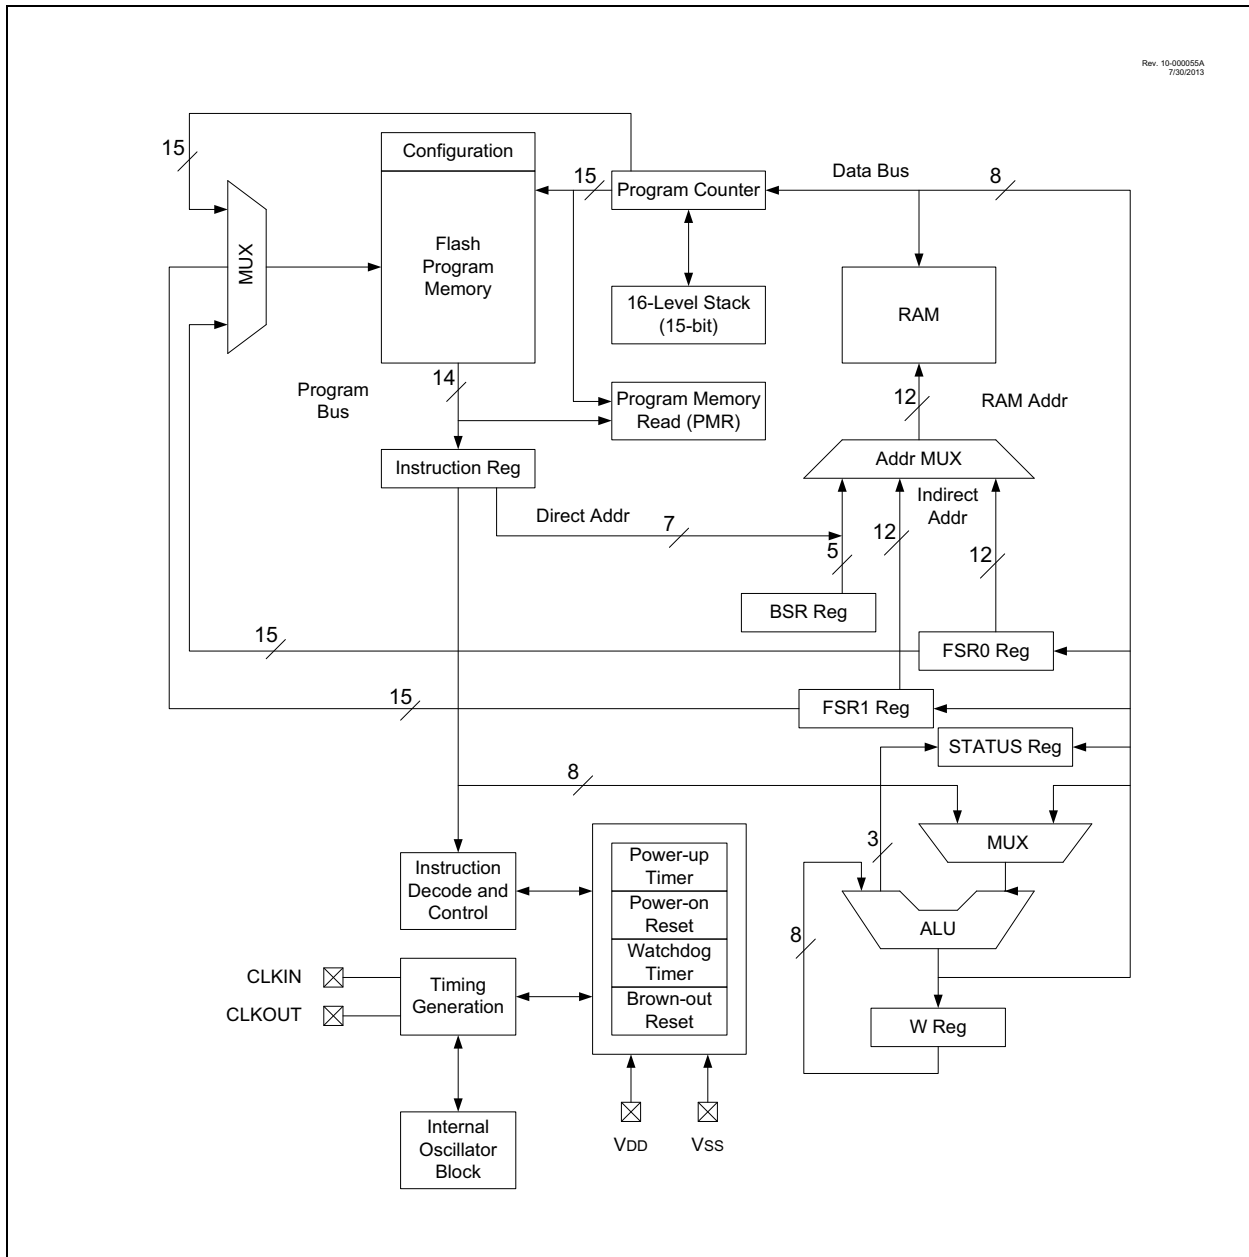 Rev. 10-000055A
7/30/2013
15
Configuration
15
Program Counter
Data Bus
8
MUX
Flash
Program
Memory
16-Level Stack
(15-bit)
RAM
Program
Bus
14
Program Memory
Read (PMR)
12
RAM Addr
Instruction Reg
Addr MUX
Indirect
Addr
Direct Addr
7
5
12
12
BSR Reg
15
FSR0 Reg
15
FSR1 Reg
STATUS Reg
8
3
MUX
Instruction
Decode and
Control
Power-up
Timer
Power-on
Reset
Watchdog
Timer
Brown-out
Reset
8
ALU
CLKIN
CLKOUT
Timing
Generation
W Reg
Internal
Oscillator
Block
VDD
VSS